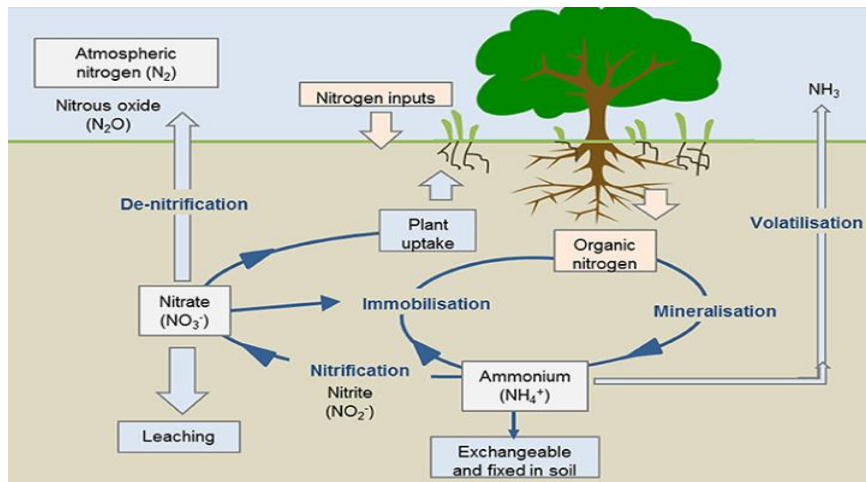 Atmospheric
nitrogen (N₂)
Nitrous oxide
(N₂O)
Nitrogen inputs
NH₃
De-nitrification
Plant
uptake
Organic
nitrogen
Volatilisation
Nitrate
(NO₃⁻)
Immobilisation
Mineralisation
Nitrification
Nitrite
(NO₂⁻)
Ammonium
(NH₄⁺)
Leaching
Exchangeable
and fixed in soil